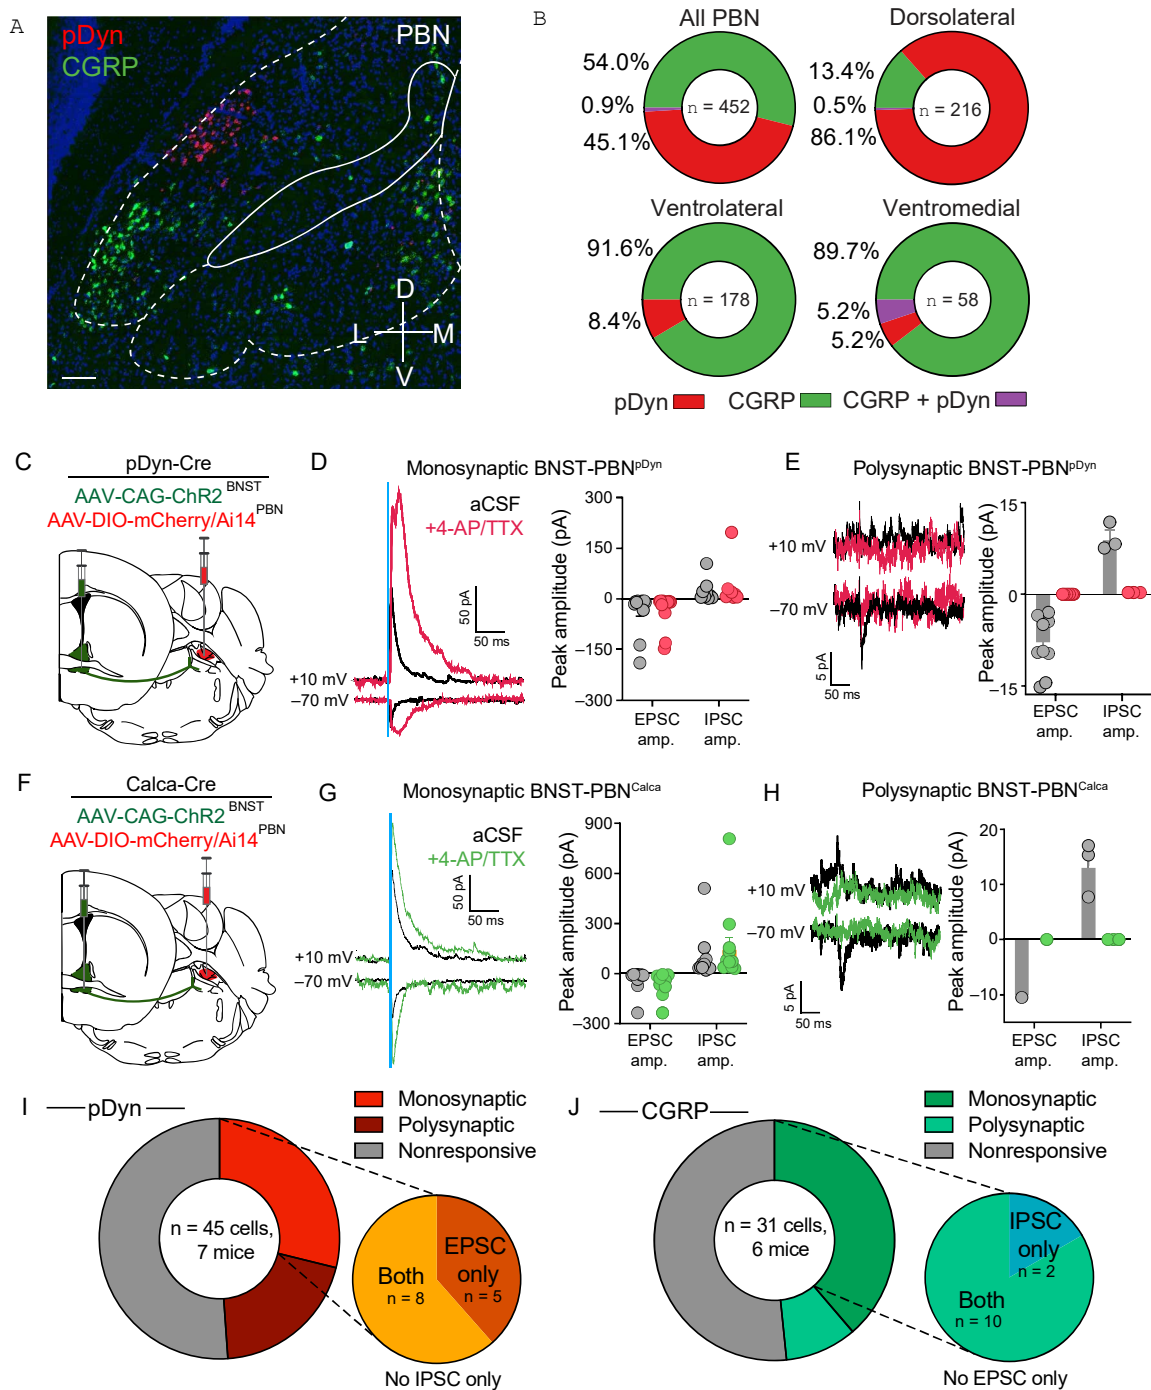 A
pDyn
CGRP
PBN
D
L
M
V
B
All PBN
54.0%
0.9%
45.1%
n = 452
Dorsolateral
13.4%
0.5%
86.1%
n = 216
Ventrolateral
91.6%
8.4%
n = 178
Ventromedial
89.7%
5.2%
5.2%
n = 58
pDyn
CGRP
CGRP + pDyn
C
pDyn-Cre
AAV-CAG-ChR2 BNST
AAV-DIO-mCherry/Ai14 PBN
D
Monosynaptic BNST-PBN pDyn
aCSF
+4-AP/TTX
50 pA
50 ms
+10 mV
–70 mV
Peak amplitude (pA)
300
150
0
–150
–300
EPSC amp.
IPSC amp.
E
Polysynaptic BNST-PBN pDyn
+10 mV
–70 mV
5 pA
50 ms
Peak amplitude (pA)
15
0
–15
EPSC amp.
IPSC amp.
F
Calca-Cre
AAV-CAG-ChR2 BNST
AAV-DIO-mCherry/Ai14 PBN
G
Monosynaptic BNST-PBN Calca
aCSF
+4-AP/TTX
50 pA
50 ms
+10 mV
–70 mV
Peak amplitude (pA)
900
600
300
0
–300
EPSC amp.
IPSC amp.
H
Polysynaptic BNST-PBN Calca
+10 mV
–70 mV
5 pA
50 ms
Peak amplitude (pA)
20
10
0
–10
EPSC amp.
IPSC amp.
I
pDyn
Monosynaptic
Polysynaptic
Nonresponsive
n = 45 cells,
7 mice
Both
n = 8
EPSC
only
n = 5
No IPSC only
J
CGRP
Monosynaptic
Polysynaptic
Nonresponsive
n = 31 cells,
6 mice
IPSC
only
n = 2
Both
n = 10
No EPSC only